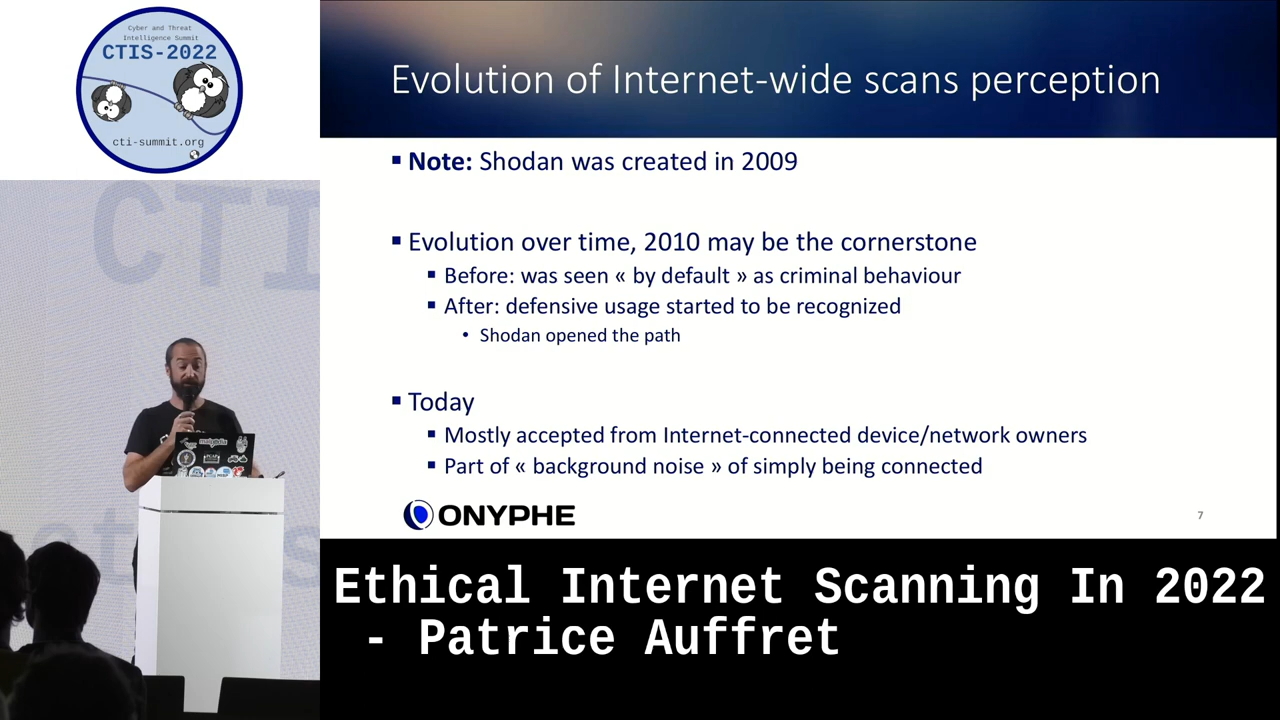 Cyber and Threat
Intelligence Summit
CTIS-2022
cti-summit.org
Evolution of Internet-wide scans perception
▪ Note: Shodan was created in 2009
▪ Evolution over time, 2010 may be the cornerstone
▪ Before: was seen « by default » as criminal behaviour
▪ After: defensive usage started to be recognized
• Shodan opened the path
▪ Today
▪ Mostly accepted from Internet-connected device/network owners
▪ Part of « background noise » of simply being connected
ONYPHE
7
CTI
Ethical Internet Scanning In 2022
- Patrice Auffret